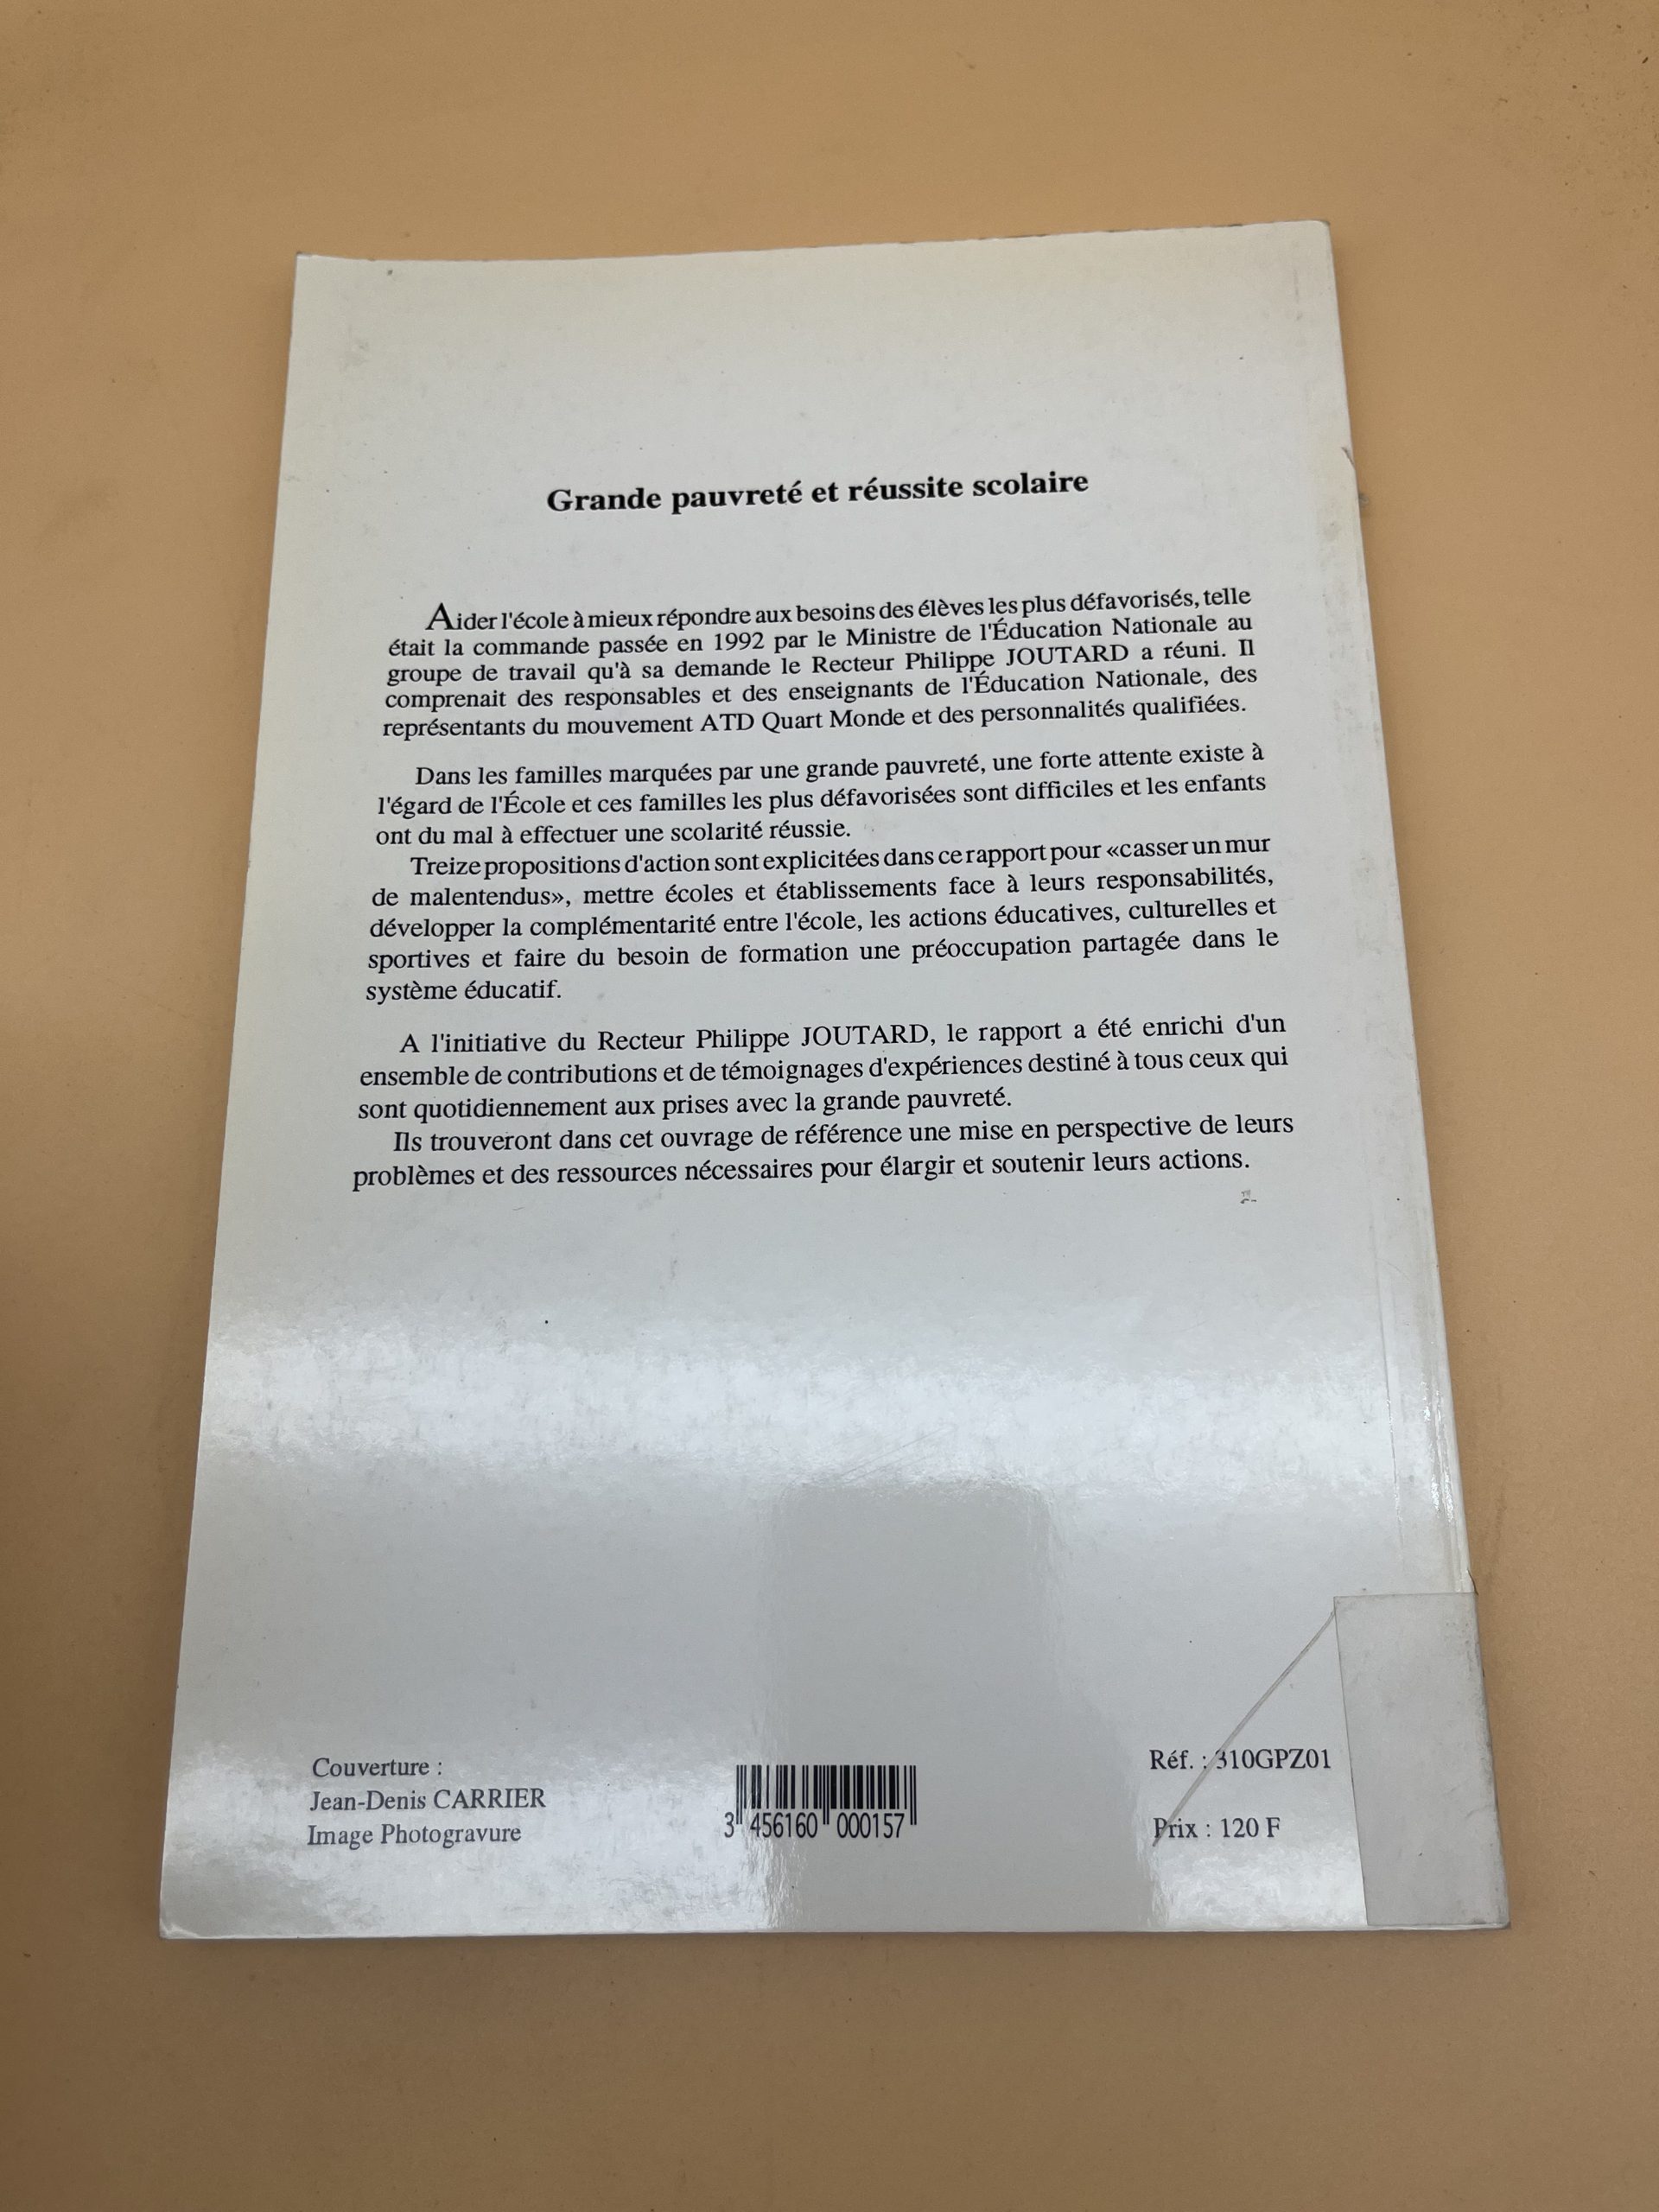 Grande pauvreté et réussite scolaire
Aider l'école à mieux répondre aux besoins des élèves les plus défavorisés, telle
était la commande passée en 1992 par le Ministre de l'Éducation Nationale au
groupe de travail qu'à sa demande le Recteur Philippe JOUTARD a réuni. Il
comprenait des responsables et des enseignants de l'Éducation Nationale, des
représentants du mouvement ATD Quart Monde et des personnalités qualifiées.
Dans les familles marquées par une grande pauvreté, une forte attente existe à
l'égard de l'École et ces familles les plus défavorisées sont difficiles et les enfants
ont du mal à effectuer une scolarité réussie.
Treize propositions d'action sont explicitées dans ce rapport pour «casser un mur
de malentendus», mettre écoles et établissements face à leurs responsabilités,
développer la complémentarité entre l'école, les actions éducatives, culturelles et
sportives et faire du besoin de formation une préoccupation partagée dans le
système éducatif.
A l'initiative du Recteur Philippe JOUTARD, le rapport a été enrichi d'un
ensemble de contributions et de témoignages d'expériences destiné à tous ceux qui
sont quotidiennement aux prises avec la grande pauvreté.
Ils trouveront dans cet ouvrage de référence une mise en perspective de leurs
problèmes et des ressources nécessaires pour élargir et soutenir leurs actions.
Couverture :
Jean-Denis CARRIER
Image Photogravure
3 456160 000157
Réf. : 310GPZ01
Prix : 120 F